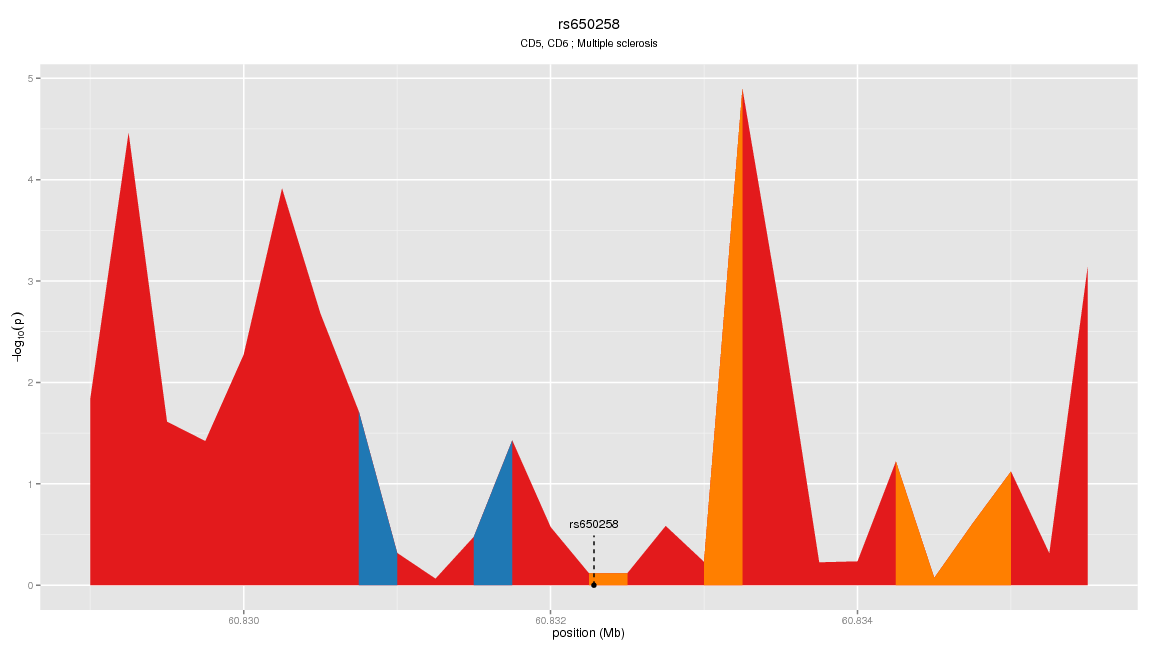 rs650258
CD5, CD6 ; Multiple sclerosis
5
4
3
2
1
0
−log10(p)
rs650258
60.830
60.832
60.834
position (Mb)